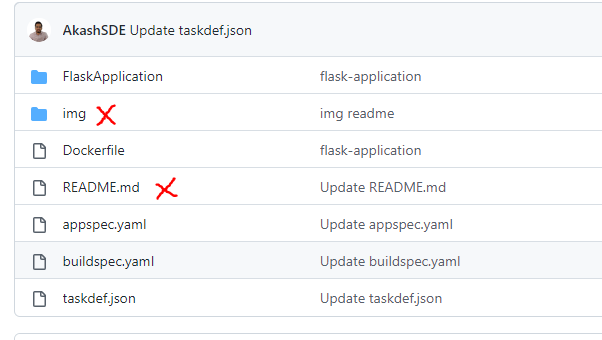 AkashSDE Update taskdef.json
FlaskApplication flask-application
img img readme
Dockerfile flask-application
README.md Update README.md
appspec.yaml Update appspec.yaml
buildspec.yaml Update buildspec.yaml
taskdef.json Update taskdef.json